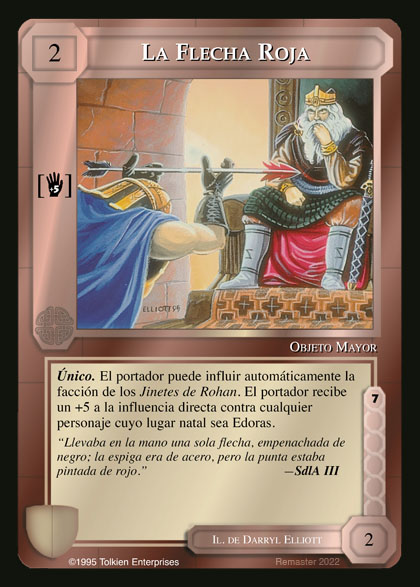 2
LA FLECHA ROJA
[+5]
ELLIOTT95
OBJETO MAYOR
Único. El portador puede influir automáticamente la
facción de los Jinetes de Rohan. El portador recibe
un +5 a la influencia directa contra cualquier
personaje cuyo lugar natal sea Edoras.
“Llevaba en la mano una sola flecha, empenachada de
negro; la espiga era de acero, pero la punta estaba
pintada de rojo.” —SdlA III
7
IL. DE DARRYL ELLIOTT
2
©1995 Tolkien Enterprises
Remaster 2022